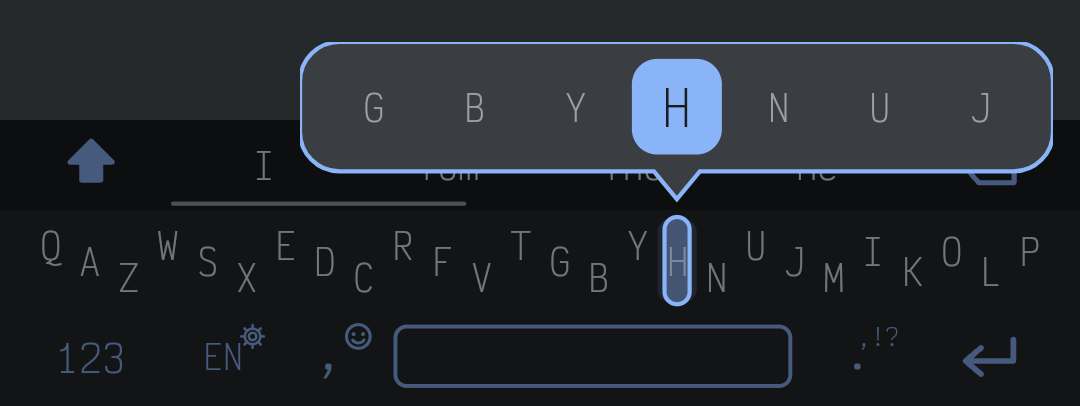 G B Y H N U J
I
Q A Z W S X E D C R F V T G B Y H N U J M I K O L P
123 EN , . ,!?